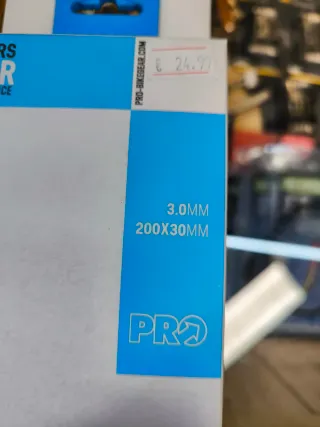 RS
R
CE
PRO-BIKEGEAR.COM
€ 24.99
3.0MM
200X30MM
PRO